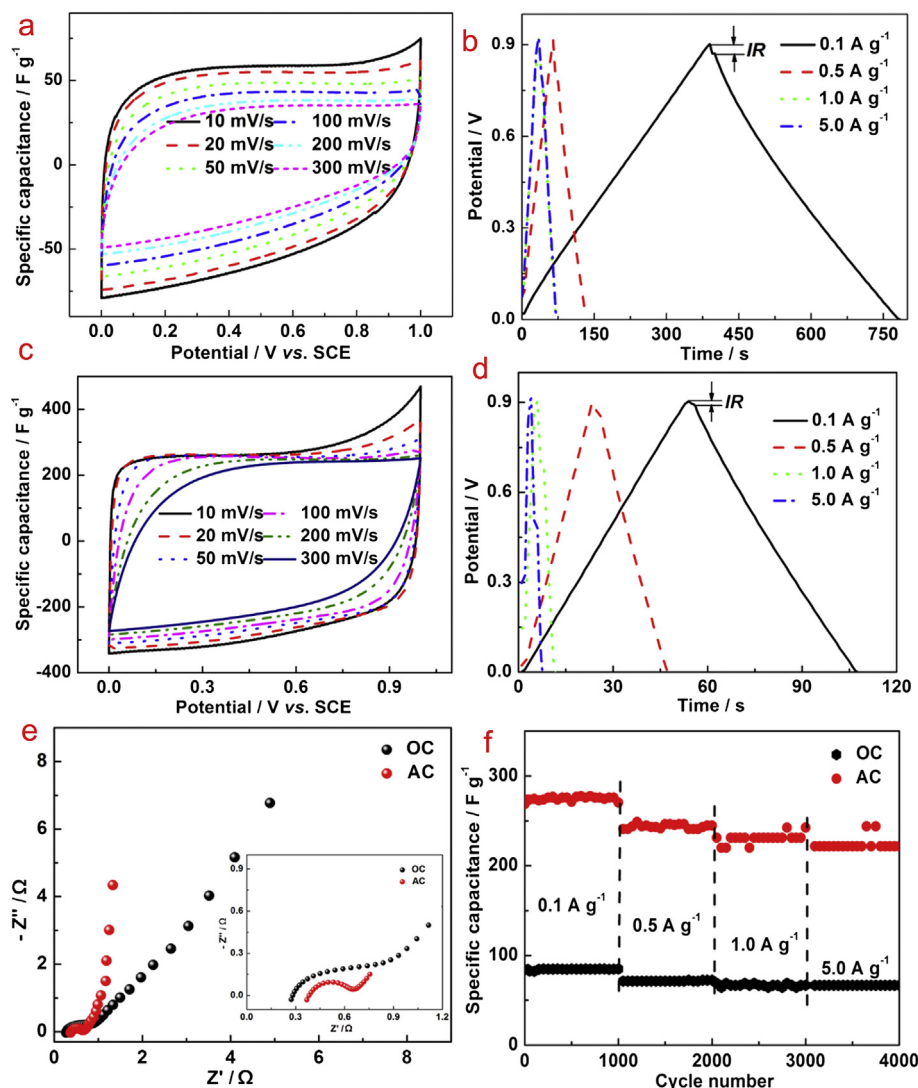 a
Specific capacitance / F g⁻¹
50
0
-50
10 mV/s 100 mV/s
20 mV/s 200 mV/s
50 mV/s 300 mV/s
0.0 0.2 0.4 0.6 0.8 1.0
Potential / V vs. SCE
b
Potential / V
0.9
0.6
0.3
0.0
IR
0.1 A g⁻¹
0.5 A g⁻¹
1.0 A g⁻¹
5.0 A g⁻¹
0 150 300 450 600 750
Time / s
c
Specific capacitance / F g⁻¹
400
200
0
-200
-400
10 mV/s 100 mV/s
20 mV/s 200 mV/s
50 mV/s 300 mV/s
0.0 0.3 0.6 0.9
Potential / V vs. SCE
d
Potential / V
0.9
0.6
0.3
0.0
IR
0.1 A g⁻¹
0.5 A g⁻¹
1.0 A g⁻¹
5.0 A g⁻¹
0 30 60 90 120
Time / s
e
- Z'' / Ω
8
6
4
2
0
OC
AC
- Z'' / Ω
0.9
0.6
0.3
0.0
OC
AC
0.0 0.3 0.6 0.9 1.2
Z' / Ω
0 2 4 6 8
Z' / Ω
f
Specific capacitance / F g⁻¹
300
200
100
0
OC
AC
0.1 A g⁻¹
0.5 A g⁻¹
1.0 A g⁻¹
5.0 A g⁻¹
0 1000 2000 3000 4000
Cycle number